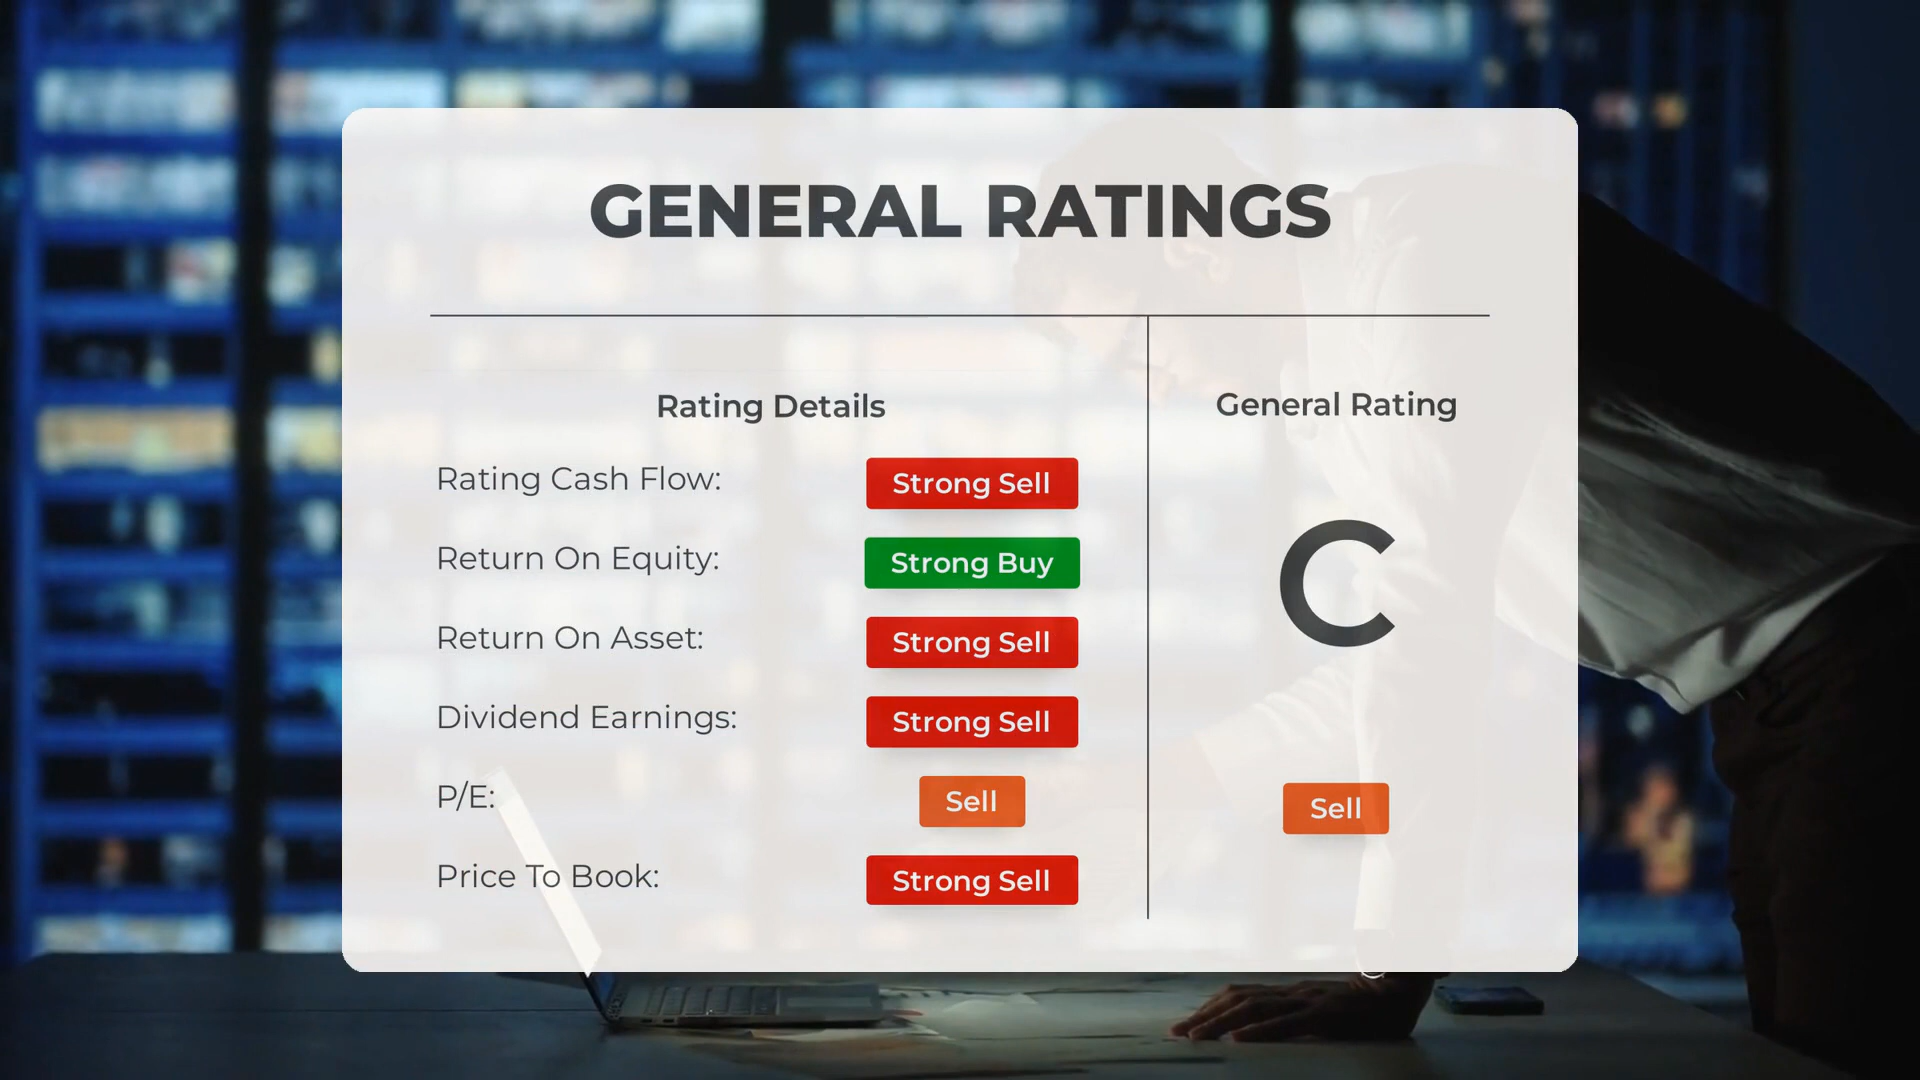 GENERAL RATINGS
Rating Details
Rating Cash Flow: Strong Sell
Return On Equity: Strong Buy
Return On Asset: Strong Sell
Dividend Earnings: Strong Sell
P/E: Sell
Price To Book: Strong Sell
General Rating
C
Sell